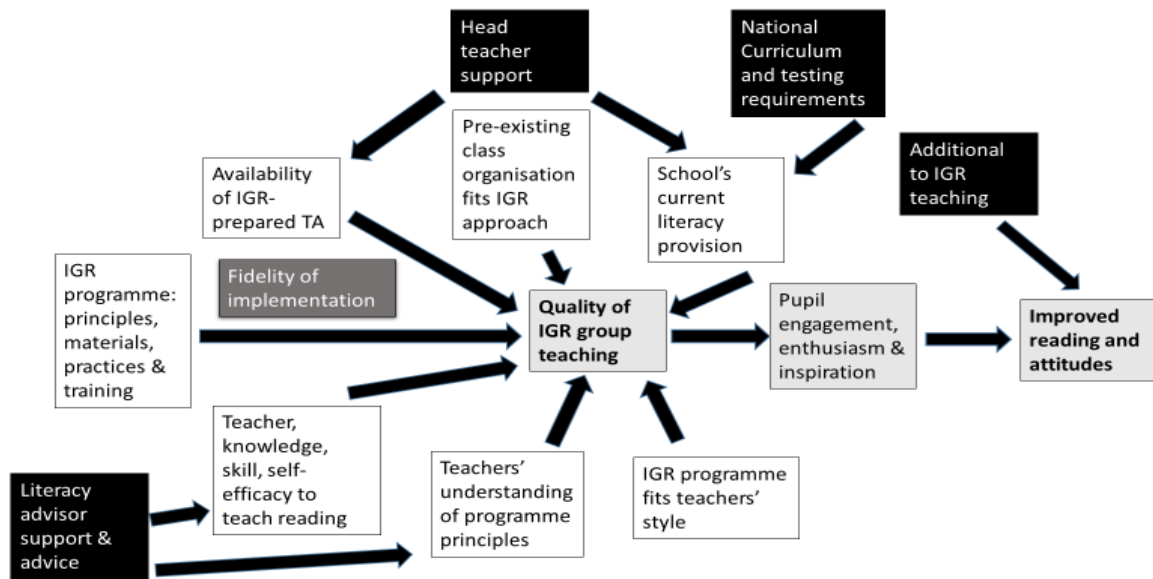 Head
teacher
support
National
Curriculum
and testing
requirements
Pre-existing
class
organisation
fits IGR
approach
Additional
to IGR
teaching
Availability
of IGR-
prepared TA
School's
current
literacy
provision
IGR
programme:
principles,
materials,
practices &
training
Fidelity of
implementation
Quality of
IGR group
teaching
Pupil
engagement,
enthusiasm &
inspiration
Improved
reading and
attitudes
Teacher,
knowledge,
skill, self-
efficacy to
teach reading
Teachers'
understanding
of programme
principles
IGR programme
fits teachers'
style
Literacy
advisor
support &
advice